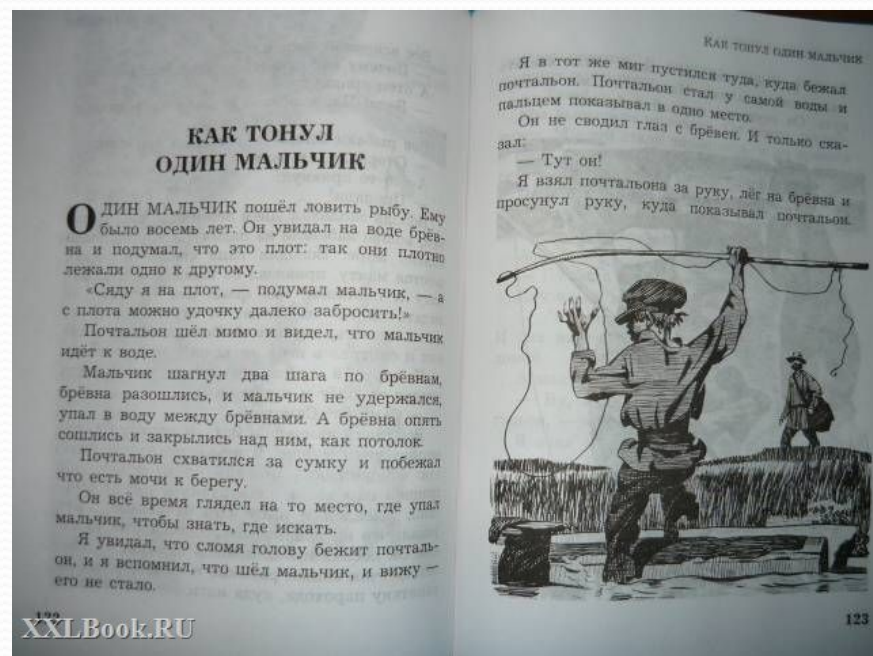 КАК ТОНУЛ
ОДИН МАЛЬЧИК
ОДИН МАЛЬЧИК пошёл ловить рыбу. Ему
было восемь лет. Он увидал на воде брёв-
на и подумал, что это плот: так они плотно
лежали одно к другому.
«Сяду я на плот, — подумал мальчик, — а
с плота можно удочку далеко забросить!»
Почтальон шёл мимо и видел, что мальчик
идёт к воде.
Мальчик шагнул два шага по брёвнам,
брёвна разошлись, и мальчик не удержался,
упал в воду между брёвнами. А брёвна опять
сошлись и закрылись над ним, как потолок.
Почтальон схватился за сумку и побежал
что есть мочи к берегу.
Он всё время глядел на то место, где упал
мальчик, чтобы знать, где искать.
Я увидал, что сломя голову бежит почталь-
он, и я вспомнил, что шёл мальчик, и вижу —
его не стало.
122
XXLBook.RU
КАК ТОНУЛ ОДИН МАЛЬЧИК
Я в тот же миг пустился туда, куда бежал
почтальон. Почтальон стал у самой воды и
пальцем показывал в одно место.
Он не сводил глаз с брёвен. И только ска-
зал:
— Тут он!
Я взял почтальона за руку, лёг на брёвна и
просунул руку, куда показывал почтальон.
123